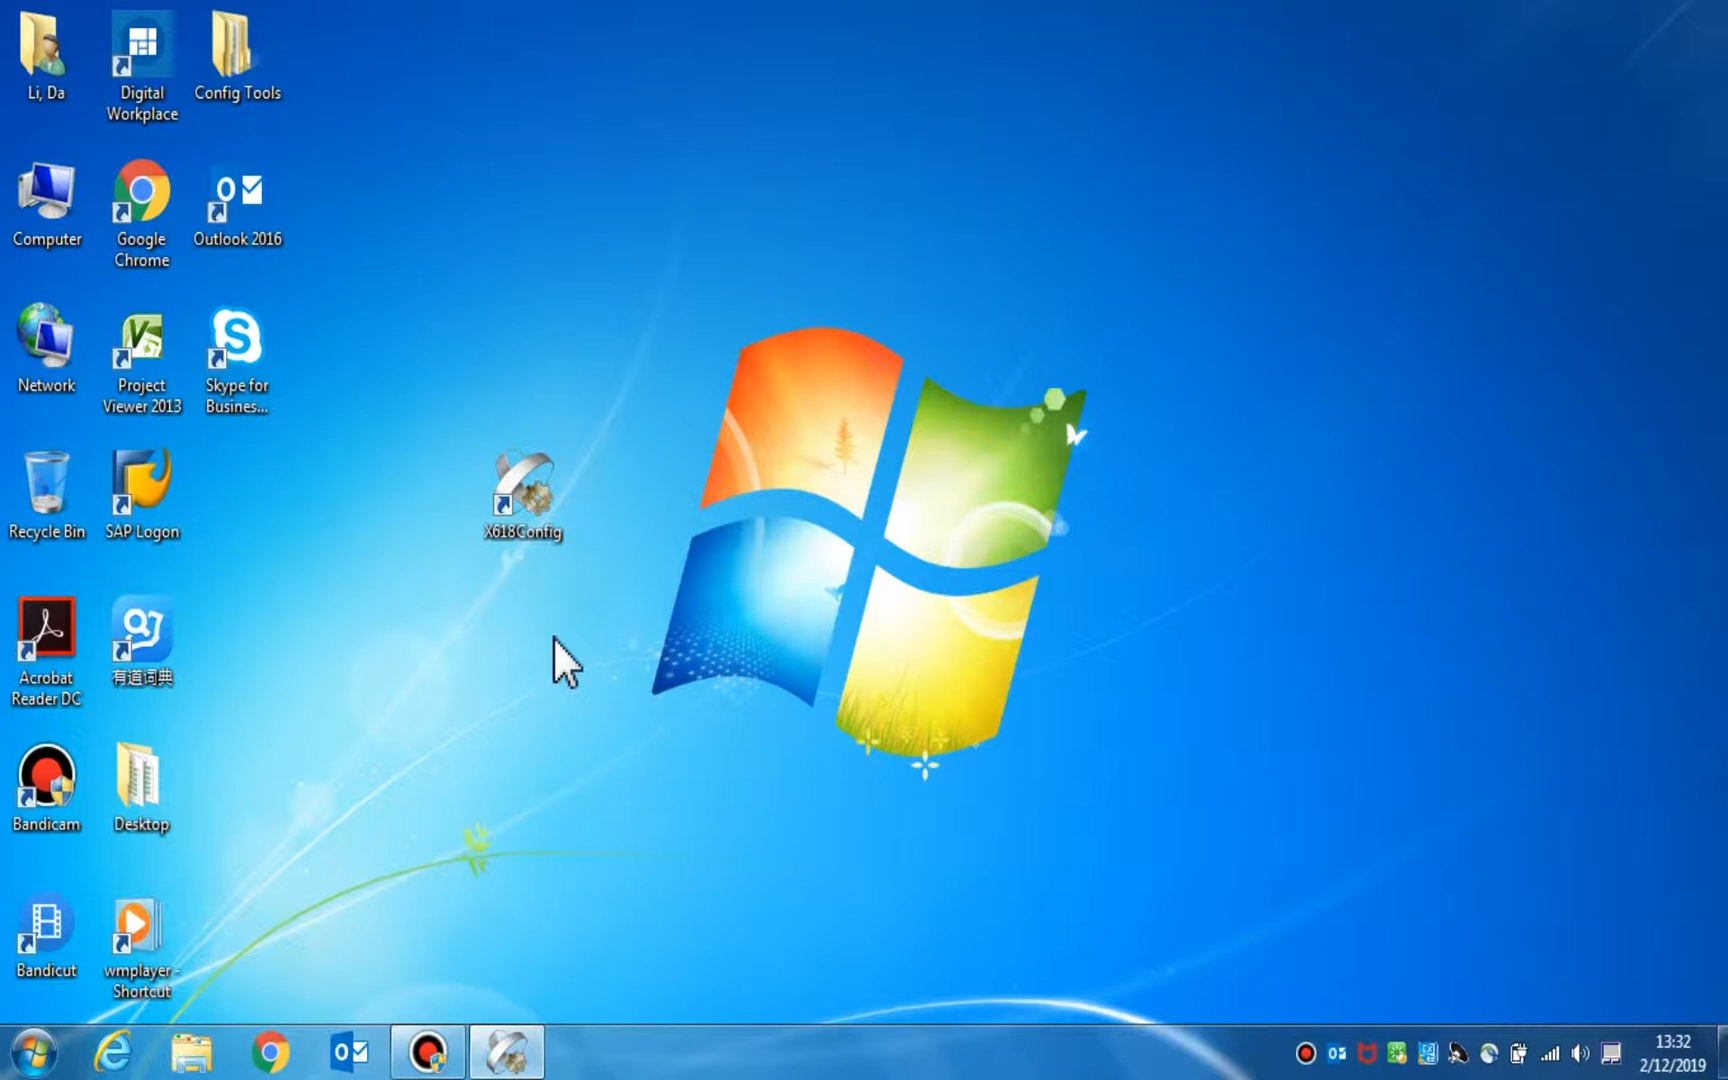 Li, Da
Digital
Workplace
Config Tools
Computer
Google
Chrome
Outlook 2016
Network
Project
Viewer 2013
Skype for
Busines...
Recycle Bin
SAP Logon
X618Config
Acrobat
Reader DC
有道词典
Bandicam
Desktop
Bandicut
wmplayer -
Shortcut
13:32
2/12/2019